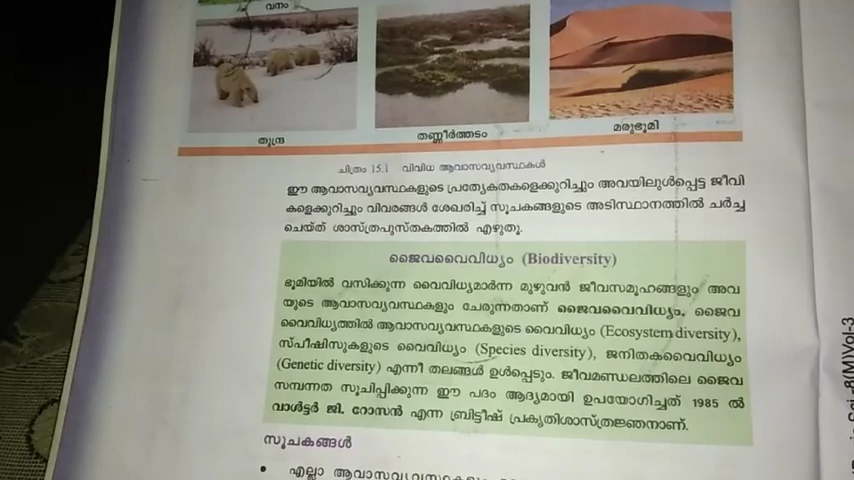 വനം
തുന്ദ്ര
തണ്ണീർത്തടം
മരുഭൂമി
ചിത്രം 15.1 വിവിധ ആവാസവ്യവസ്ഥകൾ
ഈ ആവാസവ്യവസ്ഥകളുടെ പ്രത്യേകതകളെക്കുറിച്ചും അവയിലുൾപ്പെട്ട ജീവി
കളെക്കുറിച്ചും വിവരങ്ങൾ ശേഖരിച്ച് സൂചകങ്ങളുടെ അടിസ്ഥാനത്തിൽ ചർച്ച
ചെയ്ത് ശാസ്ത്രപുസ്തകത്തിൽ എഴുതൂ.
ജൈവവൈവിധ്യം (Biodiversity)
ഭൂമിയിൽ വസിക്കുന്ന വൈവിധ്യമാർന്ന മുഴുവൻ ജീവസമൂഹങ്ങളും അവ
യുടെ ആവാസവ്യവസ്ഥകളും ചേരുന്നതാണ് ജൈവവൈവിധ്യം. ജൈവ
വൈവിധ്യത്തിൽ ആവാസവ്യവസ്ഥകളുടെ വൈവിധ്യം (Ecosystem diversity),
സ്പീഷിസുകളുടെ വൈവിധ്യം (Species diversity), ജനിതകവൈവിധ്യം
(Genetic diversity) എന്നീ തലങ്ങൾ ഉൾപ്പെടും. ജീവമണ്ഡലത്തിലെ ജൈവ
സമ്പന്നത സൂചിപ്പിക്കുന്ന ഈ പദം ആദ്യമായി ഉപയോഗിച്ചത് 1985 ൽ
വാൾട്ടർ ജി. റോസൻ എന്ന ബ്രിട്ടീഷ് പ്രകൃതിശാസ്ത്രജ്ഞനാണ്.
സൂചകങ്ങൾ
• എല്ലാ ആവാസവ്യവസ്ഥകളും
Sci.-8(M)Vol-3